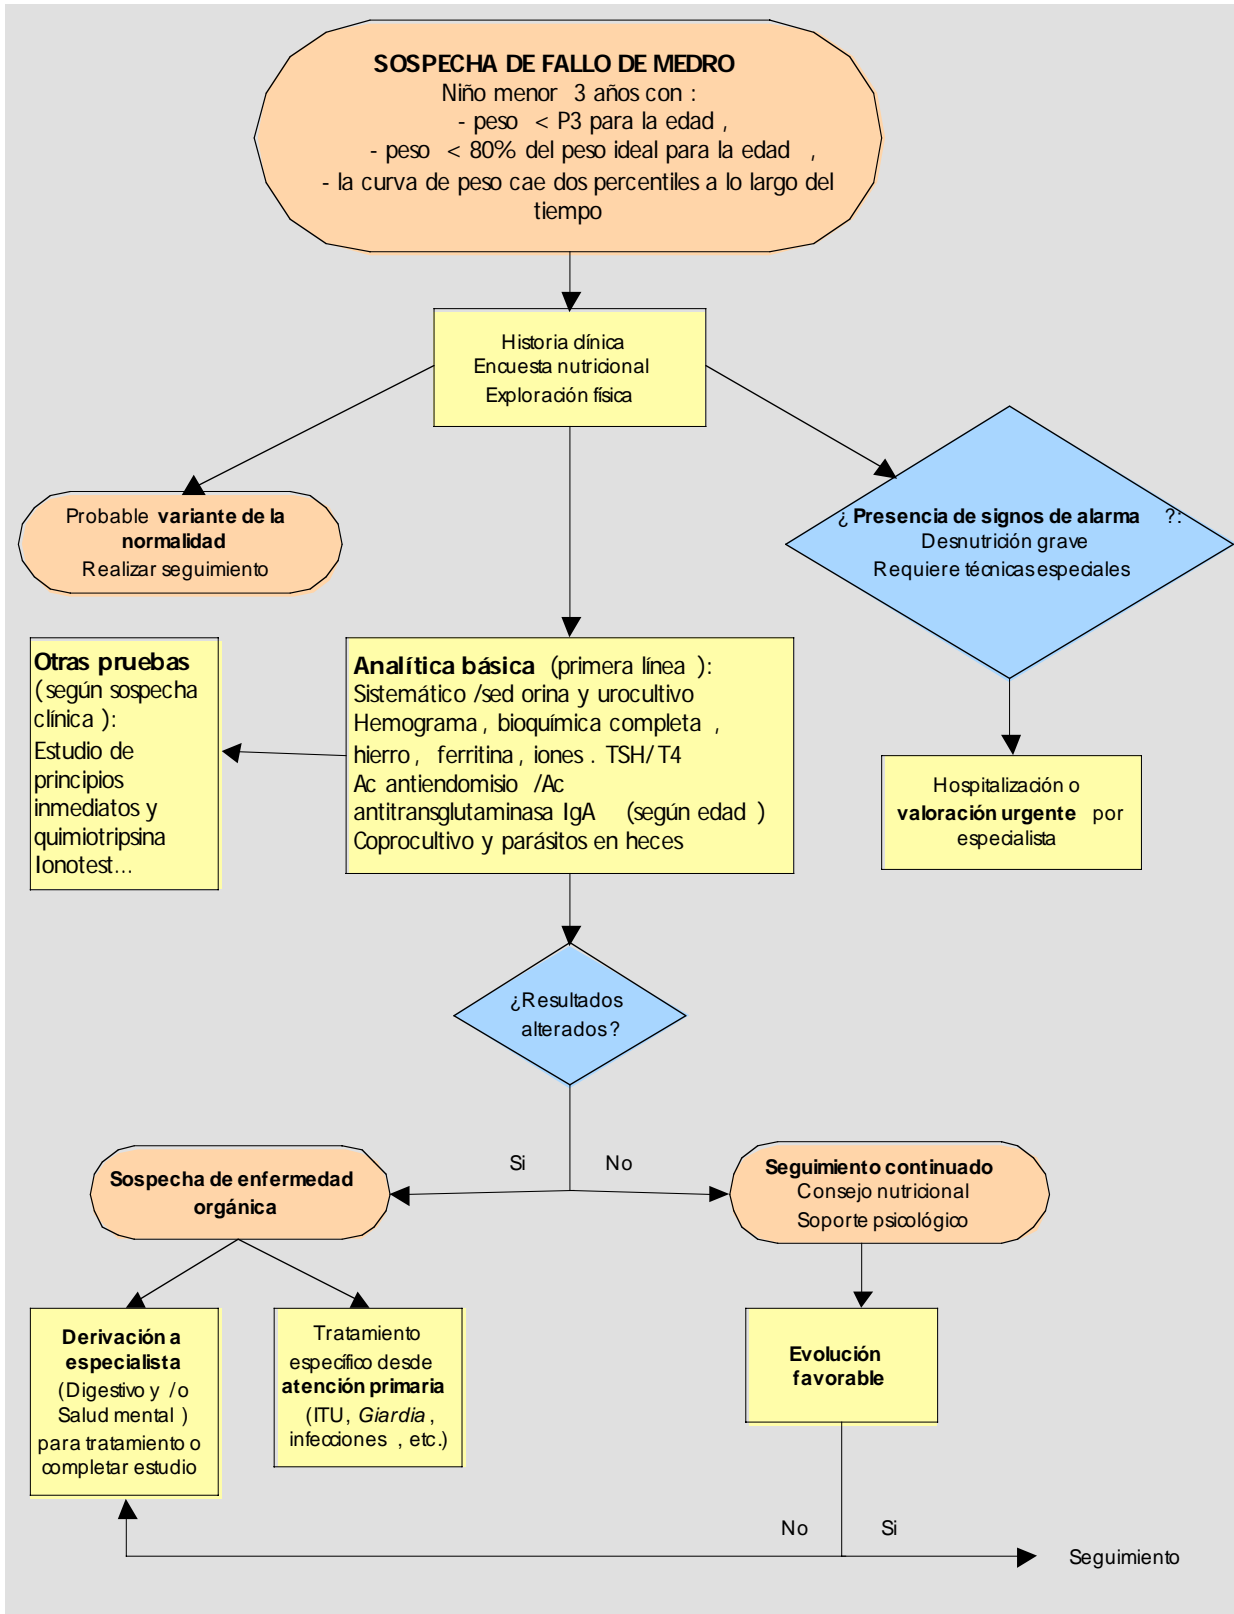 SOSPECHA DE FALLO DE MEDRO
Niño menor 3 años con :
- peso < P3 para la edad ,
- peso < 80% del peso ideal para la edad ,
- la curva de peso cae dos percentiles a lo largo del
tiempo
Historia clínica
Encuesta nutricional
Exploración física
Probable variante de la
normalidad
Realizar seguimiento
¿ Presencia de signos de alarma ?:
Desnutrición grave
Requiere técnicas especiales
Otras pruebas
(según sospecha
clínica ):
Estudio de
principios
inmediatos y
quimiotripsina
Ionotest...
Analítica básica (primera línea ):
Sistemático /sed orina y urocultivo
Hemograma , bioquímica completa ,
hierro , ferritina , iones . TSH/T4
Ac antiendomisio /Ac
antitransglutaminasa IgA (según edad )
Coprocultivo y parásitos en heces
Hospitalización o
valoración urgente por
especialista
¿Resultados
alterados?
Si No
Sospecha de enfermedad
orgánica
Seguimiento continuado
Consejo nutricional
Soporte psicológico
Derivación a
especialista
(Digestivo y /o
Salud mental )
para tratamiento o
completar estudio
Tratamiento
específico desde
atención primaria
(ITU, Giardia ,
infecciones , etc.)
Evolución
favorable
No Si
Seguimiento